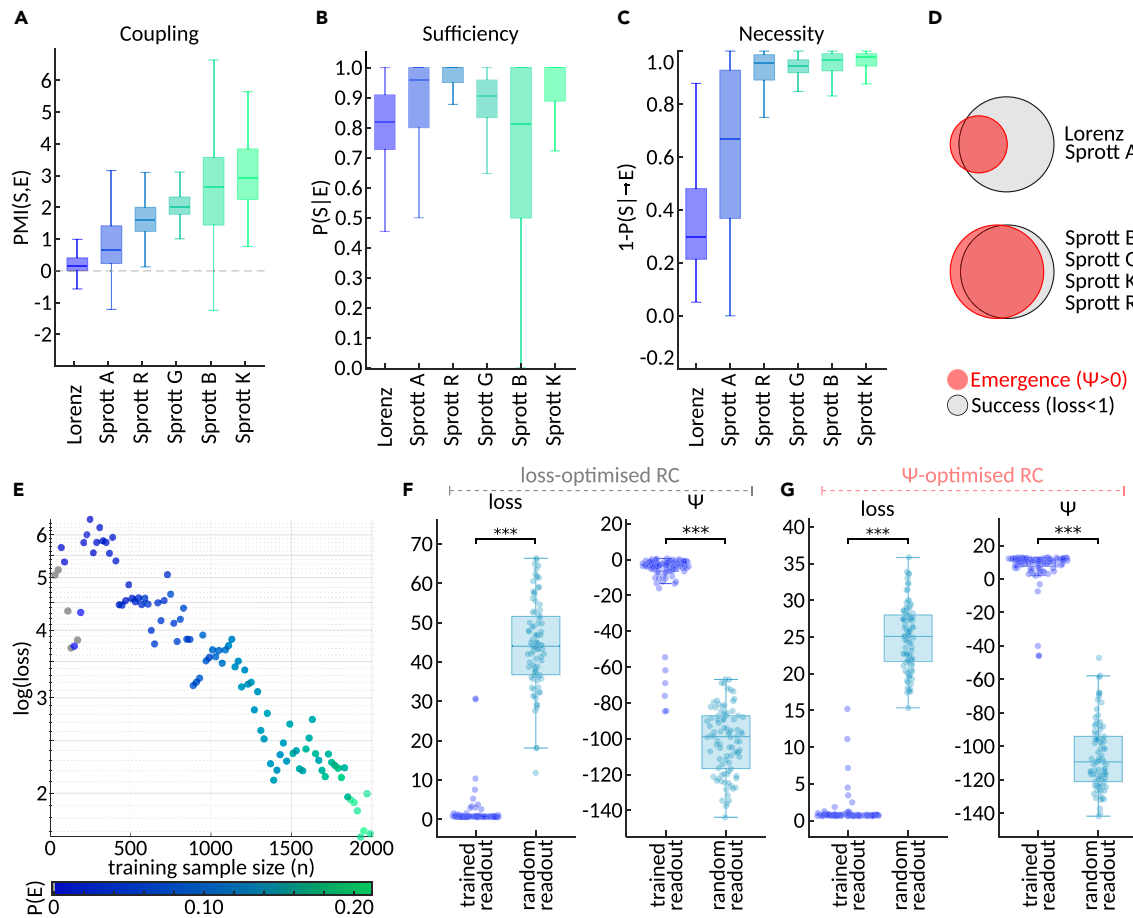 A
Coupling
PMI(S,E)
6
5
4
3
2
1
0
-1
-2
Lorenz
Sprott A
Sprott R
Sprott G
Sprott B
Sprott K
B
Sufficiency
P(S|E)
1.0
0.9
0.8
0.7
0.6
0.5
0.4
0.3
0.2
0.1
0.0
Lorenz
Sprott A
Sprott R
Sprott G
Sprott B
Sprott K
C
Necessity
1-P(S|¬E)
1.0
0.8
0.6
0.4
0.2
0.0
-0.2
Lorenz
Sprott A
Sprott R
Sprott G
Sprott B
Sprott K
D
Lorenz
Sprott A
Sprott B
Sprott G
Sprott K
Sprott R
Emergence (Ψ>0)
Success (loss<1)
E
log(loss)
6
5
4
3
2
0
500
1000
1500
2000
training sample size (n)
P(E)
0
0.10
0.20
F
loss-optimised RC
loss
***
70
60
50
40
30
20
10
0
trained
readout
random
readout
Ψ
***
20
0
-20
-40
-60
-80
-100
-120
-140
trained
readout
random
readout
G
Ψ-optimised RC
loss
***
40
35
30
25
20
15
10
5
0
trained
readout
random
readout
Ψ
***
20
0
-20
-40
-60
-80
-100
-120
-140
trained
readout
random
readout